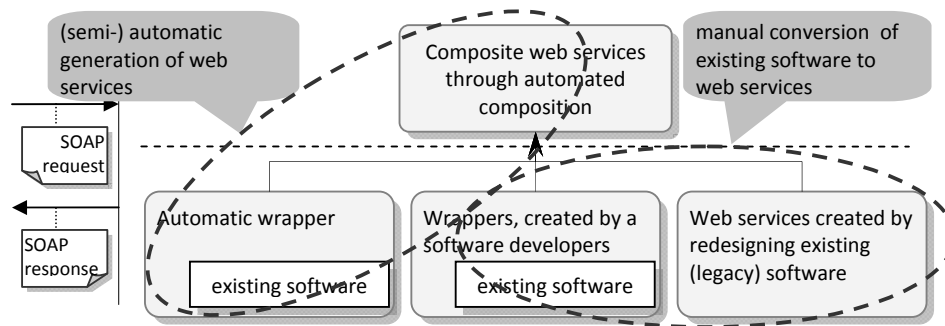 (semi-) automatic
generation of web
services
Composite web services
through automated
composition
manual conversion of
existing software to
web services
SOAP
request
SOAP
response
Automatic wrapper
existing software
Wrappers, created by a
software developers
existing software
Web services created by
redesigning existing
(legacy) software